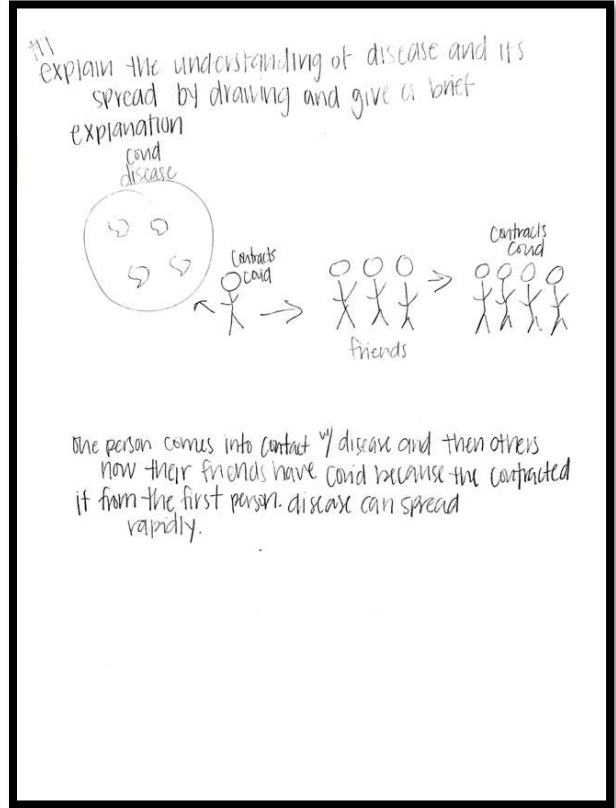 #1
explain the understanding of disease and its
spread by drawing and give a brief
explanation
covid
disease
contracts
covid
friends
contracts
covid
one person comes into contact w/ disease and then others
now their friends have covid because the contracted
it from the first person. disease can spread
rapidly.